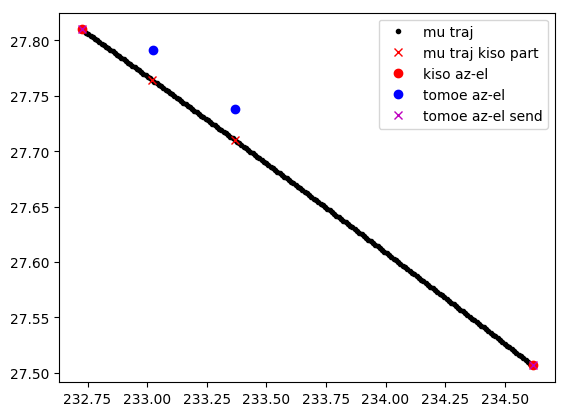 27.80
27.75
27.70
27.65
27.60
27.55
27.50
232.75 233.00 233.25 233.50 233.75 234.00 234.25 234.50
mu traj
mu traj kiso part
kiso az-el
tomoe az-el
tomoe az-el send